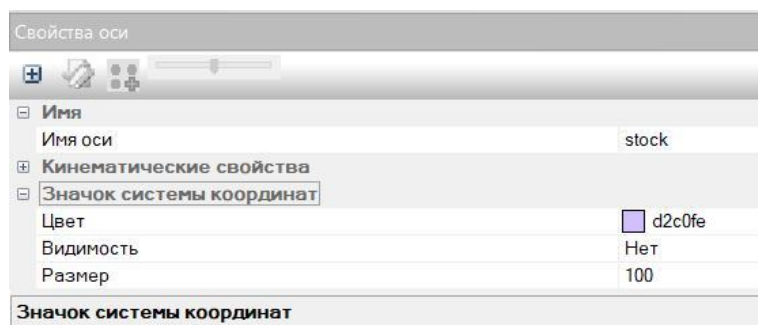 Свойства оси
Имя
Имя оси stock
Кинематические свойства
Значок системы координат
Цвет d2c0fe
Видимость Нет
Размер 100
Значок системы координат